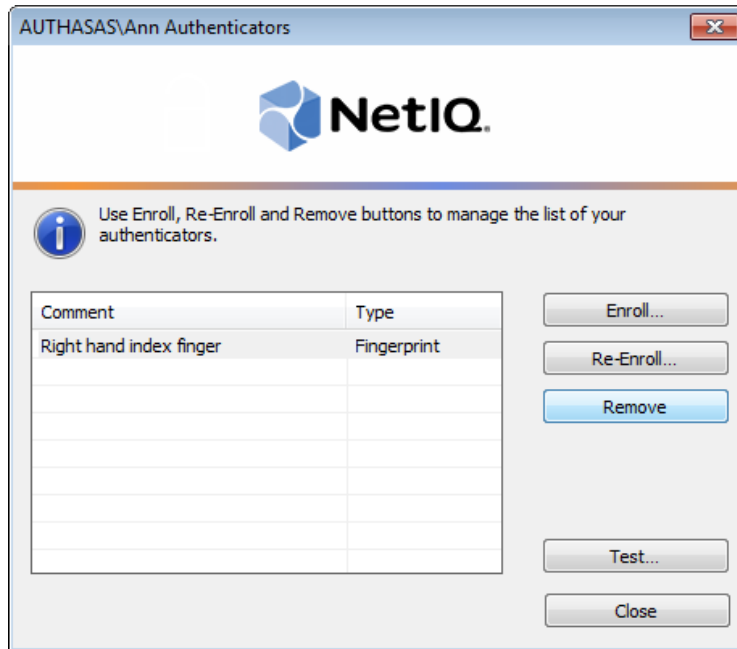 AUTHASAS\Ann Authenticators
NetIQ.
Use Enroll, Re-Enroll and Remove buttons to manage the list of your
authenticators.
Comment Type
Right hand index finger Fingerprint
Enroll...
Re-Enroll...
Remove
Test...
Close